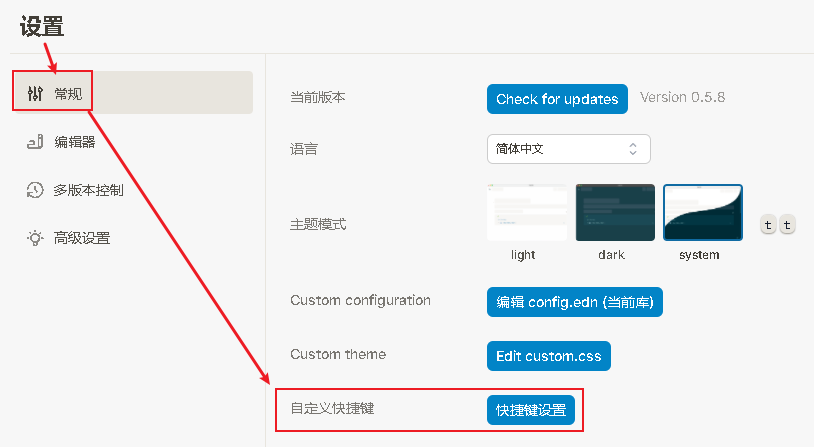 设置
常规
编辑器
多版本控制
高级设置
当前版本 Check for updates Version 0.5.8
语言 简体中文
主题模式 t t
light dark system
Custom configuration 编辑 config.edn (当前库)
Custom theme Edit custom.css
自定义快捷键 快捷键设置